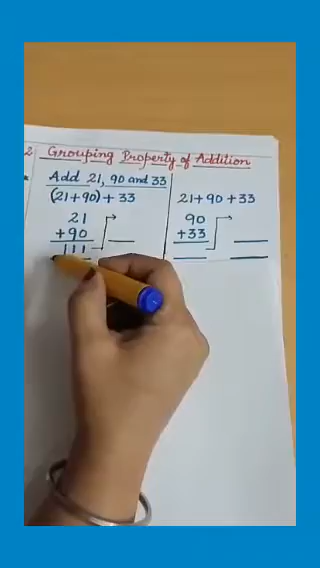 2 Grouping Property of Addition
Add 21, 90 and 33
(21+90) + 33
21
+90
111
21+90+33
90
+33